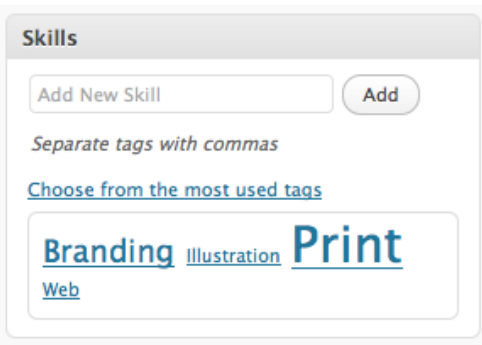 Skills
Add New Skill Add
Separate tags with commas
Choose from the most used tags
Branding Illustration Print
Web